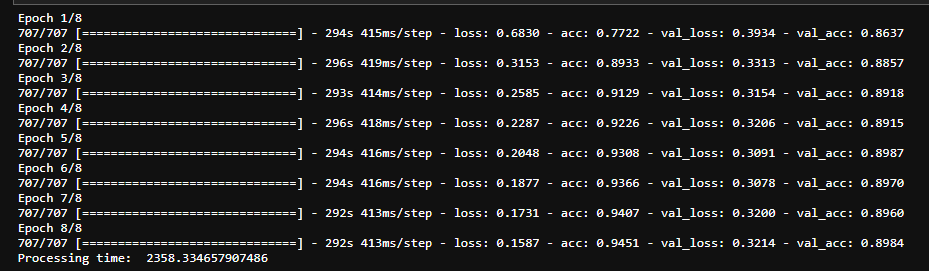 Epoch 1/8
707/707 [==============================] - 294s 415ms/step - loss: 0.6830 - acc: 0.7722 - val_loss: 0.3934 - val_acc: 0.8637
Epoch 2/8
707/707 [==============================] - 296s 419ms/step - loss: 0.3153 - acc: 0.8933 - val_loss: 0.3313 - val_acc: 0.8857
Epoch 3/8
707/707 [==============================] - 293s 414ms/step - loss: 0.2585 - acc: 0.9129 - val_loss: 0.3154 - val_acc: 0.8918
Epoch 4/8
707/707 [==============================] - 296s 418ms/step - loss: 0.2287 - acc: 0.9226 - val_loss: 0.3206 - val_acc: 0.8915
Epoch 5/8
707/707 [==============================] - 294s 416ms/step - loss: 0.2048 - acc: 0.9308 - val_loss: 0.3091 - val_acc: 0.8987
Epoch 6/8
707/707 [==============================] - 294s 416ms/step - loss: 0.1877 - acc: 0.9366 - val_loss: 0.3078 - val_acc: 0.8970
Epoch 7/8
707/707 [==============================] - 292s 413ms/step - loss: 0.1731 - acc: 0.9407 - val_loss: 0.3200 - val_acc: 0.8960
Epoch 8/8
707/707 [==============================] - 292s 413ms/step - loss: 0.1587 - acc: 0.9451 - val_loss: 0.3214 - val_acc: 0.8984
Processing time:  2358.334657907486